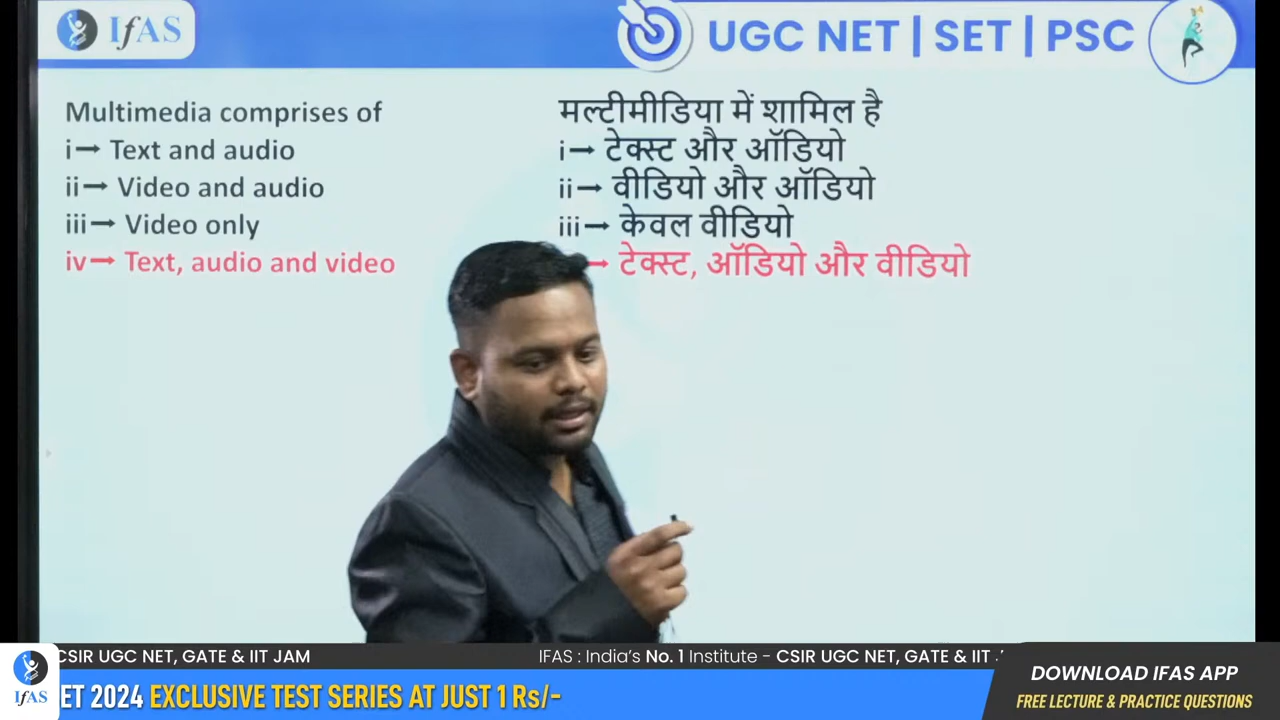 IfAS
UGC NET | SET | PSC
Multimedia comprises of
i→ Text and audio
ii→ Video and audio
iii→ Video only
iv→ Text, audio and video
मल्टीमीडिया में शामिल है
i→ टेक्स्ट और ऑडियो
ii→ वीडियो और ऑडियो
iii→ केवल वीडियो
→ टेक्स्ट, ऑडियो और वीडियो
CSIR UGC NET, GATE & IIT JAM
IFAS : India's No. 1 Institute - CSIR UGC NET, GATE & IIT
IfAS
ET 2024 EXCLUSIVE TEST SERIES AT JUST 1 Rs/-
DOWNLOAD IFAS APP
FREE LECTURE & PRACTICE QUESTIONS